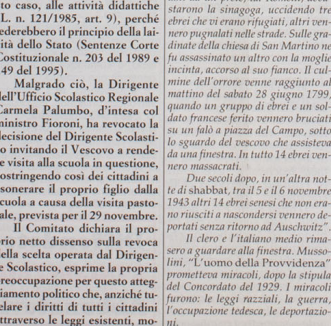 caso, alle attività didattiche
L. n. 121/1985, art. 9), perché
ederebbero il principio della lai-
ità dello Stato (Sentenze Corte
ostituzionale n. 203 del 1989 e
49 del 1995).
Malgrado ciò, la Dirigente
dell'Ufficio Scolastico Regionale
Carmela Palumbo, d'intesa col
ministro Fioroni, ha revocato la
decisione del Dirigente Scolasti-
o invitando il Vescovo a rende-
e visita alla scuola in questione,
ostringendo così dei cittadini a
sonerare il proprio figlio dalla
cuola a causa della visita pasto-
ale, prevista per il 29 novembre.
Il Comitato dichiara il pro-
rio netto dissenso sulla revoca
della scelta operata dal Dirigen-
e Scolastico, esprime la propria
reoccupazione per questo atteg-
iamento politico che, anziché tu-
elare i diritti di tutti i cittadini
ttraverso le leggi esistenti, mo-
starono la sinagoga, uccidendo tre
ebrei che vi erano rifugiati, altri ven-
nero pugnalati nelle strade. Sulle gra-
dinate della chiesa di San Martino ne
fu assassinato un altro con la moglie
incinta, accorso al suo fianco. Il cul-
mine dell'orrore venne raggiunto al
mattino del sabato 28 giugno 1799,
quando un gruppo di ebrei e un sol-
dato francese ferito vennero bruciati
su un falò a piazza del Campo, sotto
lo sguardo del vescovo che assisteva
da una finestra. In tutto 14 ebrei ven-
nero massacrati.
Due secoli dopo, in un'altra not-
te di shabbat, tra il 5 e il 6 novembre
1943 altri 14 ebrei senesi che non era-
no riusciti a nascondersi vennero de-
portati senza ritorno ad Auschwitz".
Il clero e l'italiano medio rima-
sero a guardare alla finestra. Musso-
lini, "L'uomo della Provvidenza"
prometteva miracoli, dopo la stipula
del Concordato del 1929. I miracoli
furono: le leggi razziali, la guerra,
l'occupazione tedesca, le deportazio-
ni.